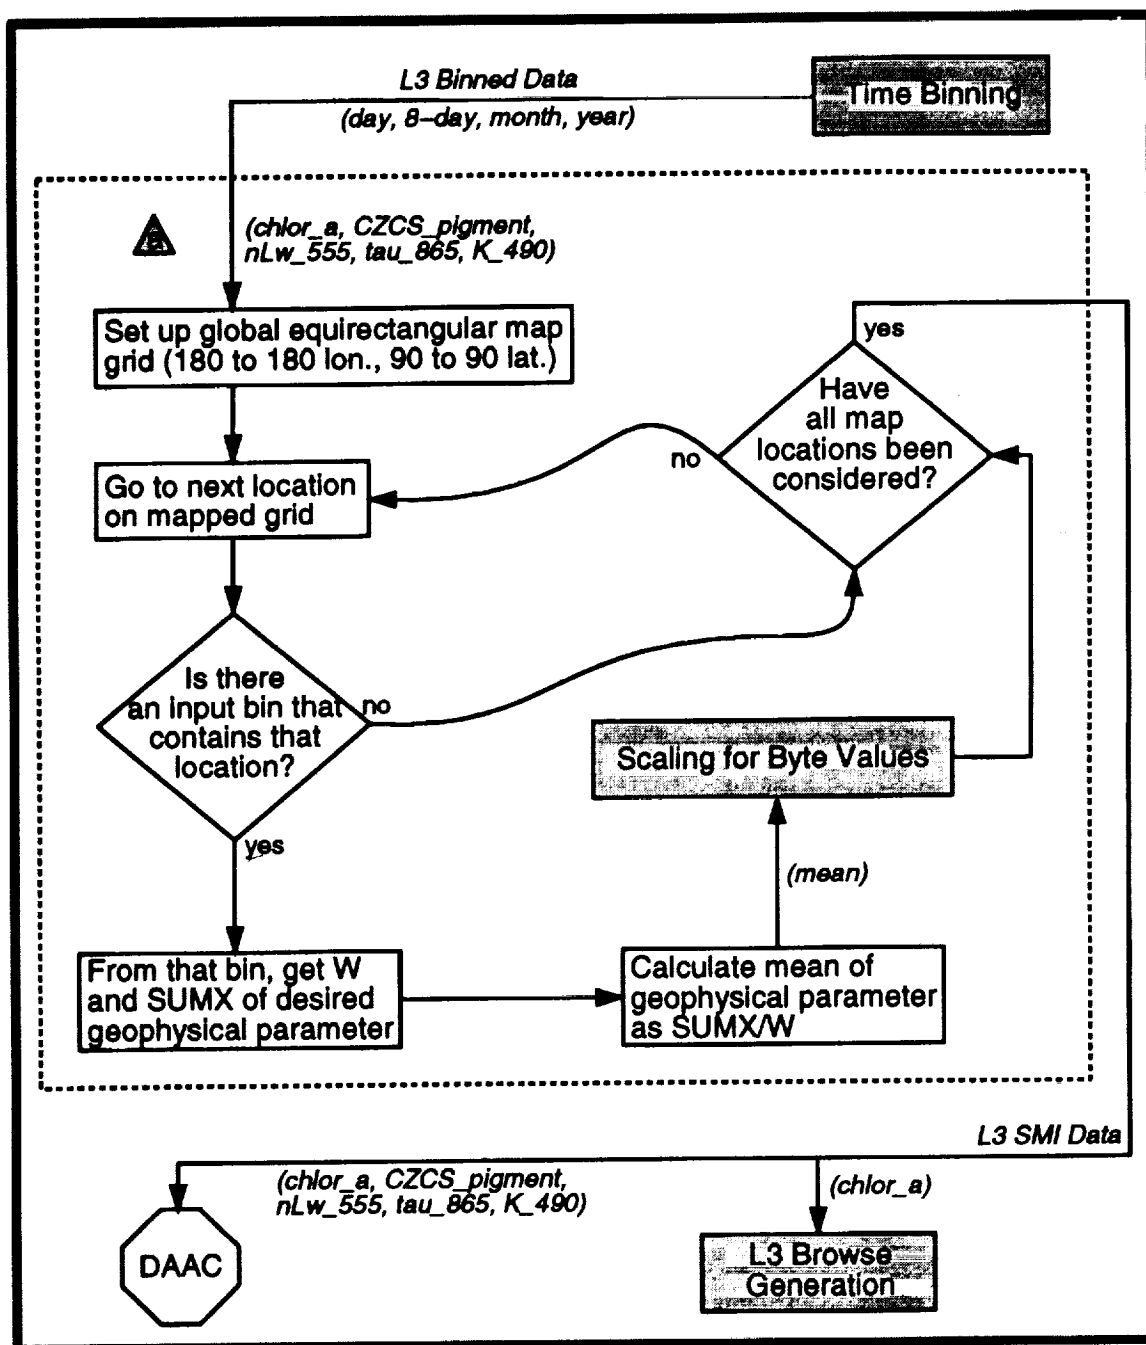 L3 Binned Data
Time Binning
(day, 8–day, month, year)
(chlor_a, CZCS_pigment,
nLw_555, tau_865, K_490)
Set up global equirectangular map
grid (180 to 180 lon., 90 to 90 lat.)
yes
Have
all map
locations been
considered?
no
Go to next location
on mapped grid
Is there
an input bin that
contains that
location?
no
Scaling for Byte Values
yes
(mean)
From that bin, get W
and SUMX of desired
geophysical parameter
Calculate mean of
geophysical parameter
as SUMX/W
L3 SMI Data
(chlor_a, CZCS_pigment,
nLw_555, tau_865, K_490)
(chlor_a)
DAAC
L3 Browse
Generation